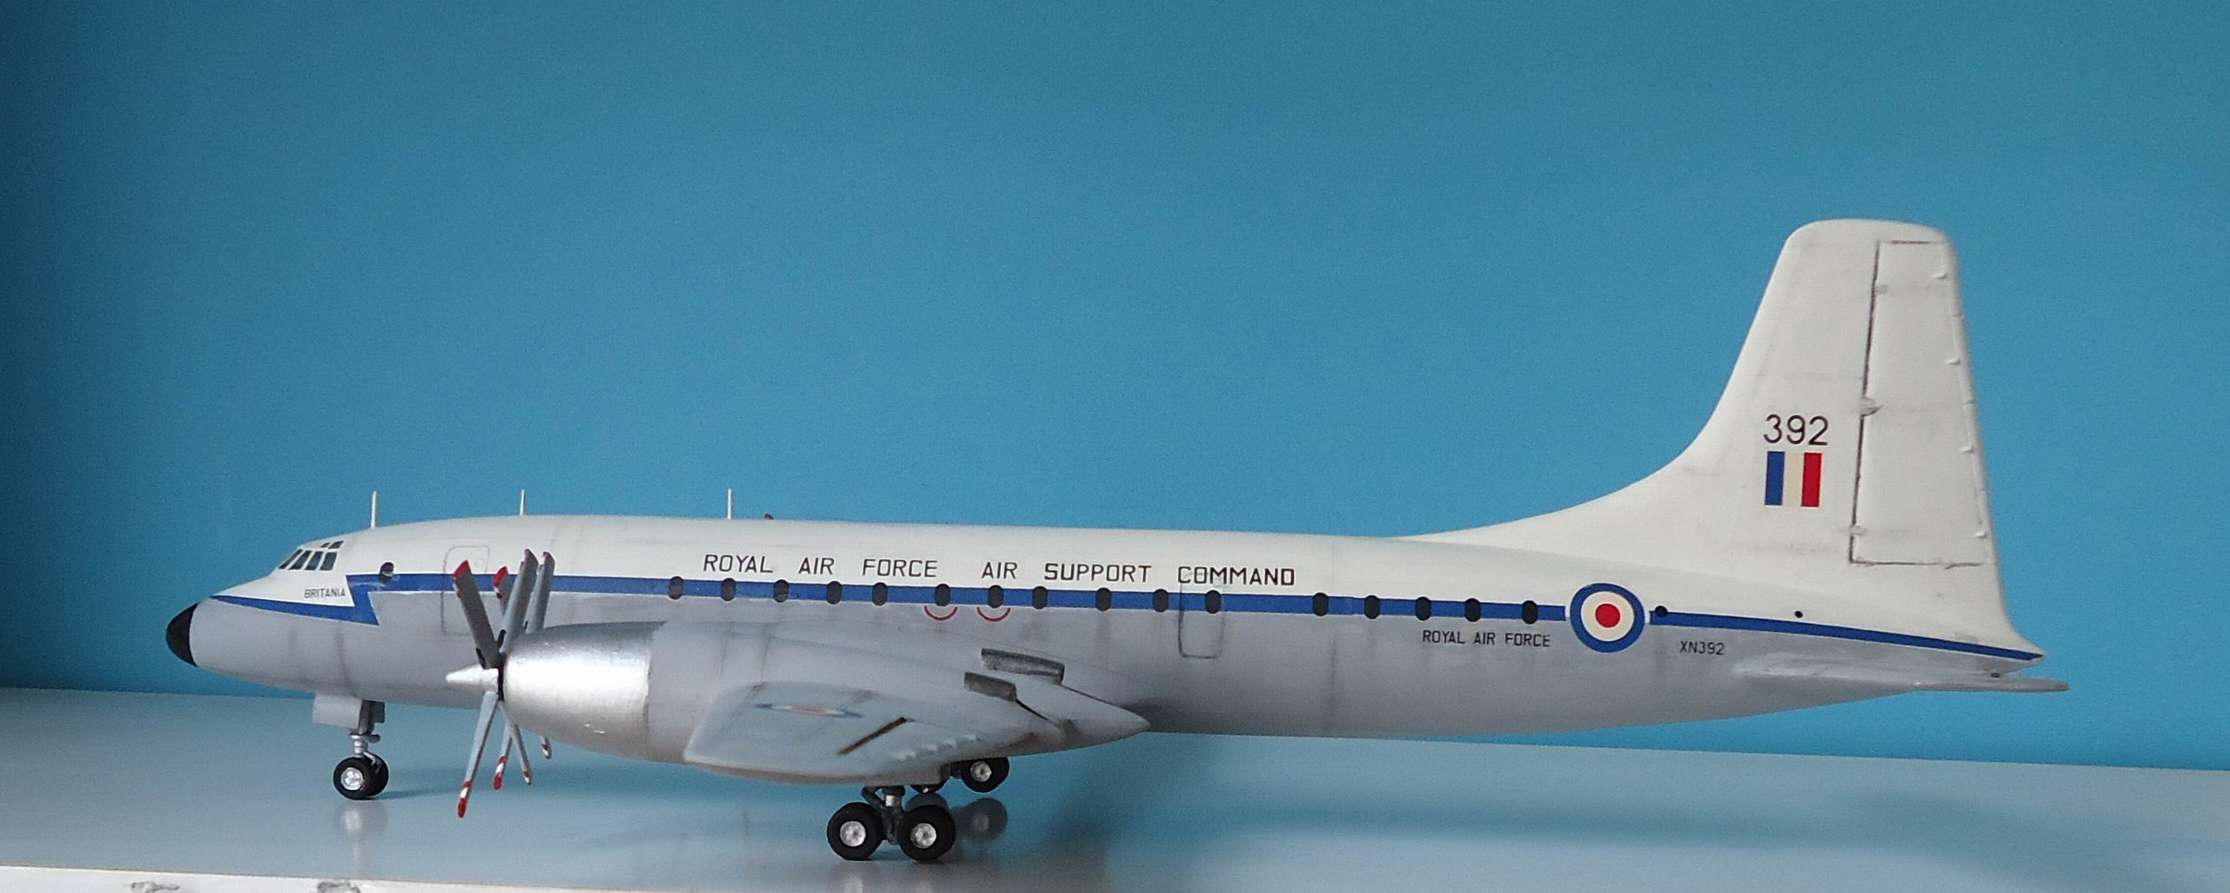 392
BRITANIA
ROYAL AIR FORCE AIR SUPPORT COMMAND
ROYAL AIR FORCE
XN392